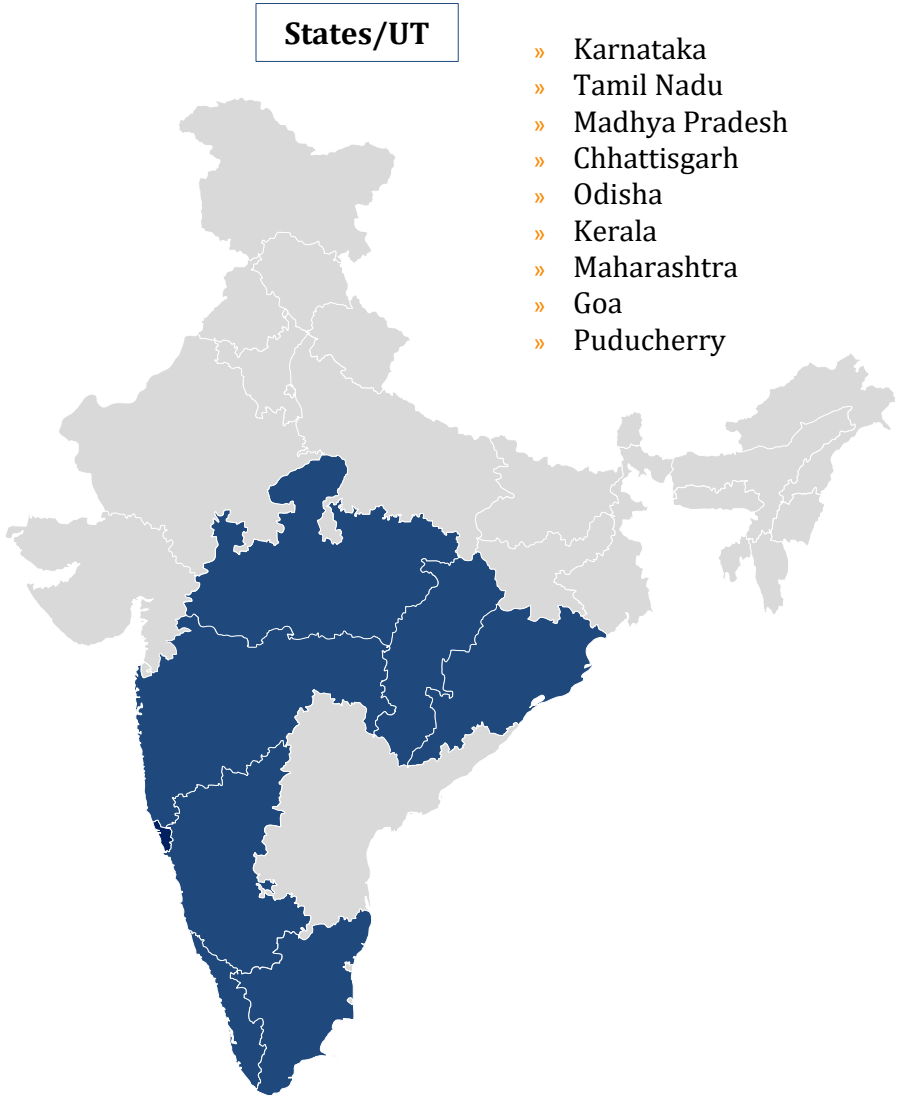 States/UT
» Karnataka
» Tamil Nadu
» Madhya Pradesh
» Chhattisgarh
» Odisha
» Kerala
» Maharashtra
» Goa
» Puducherry